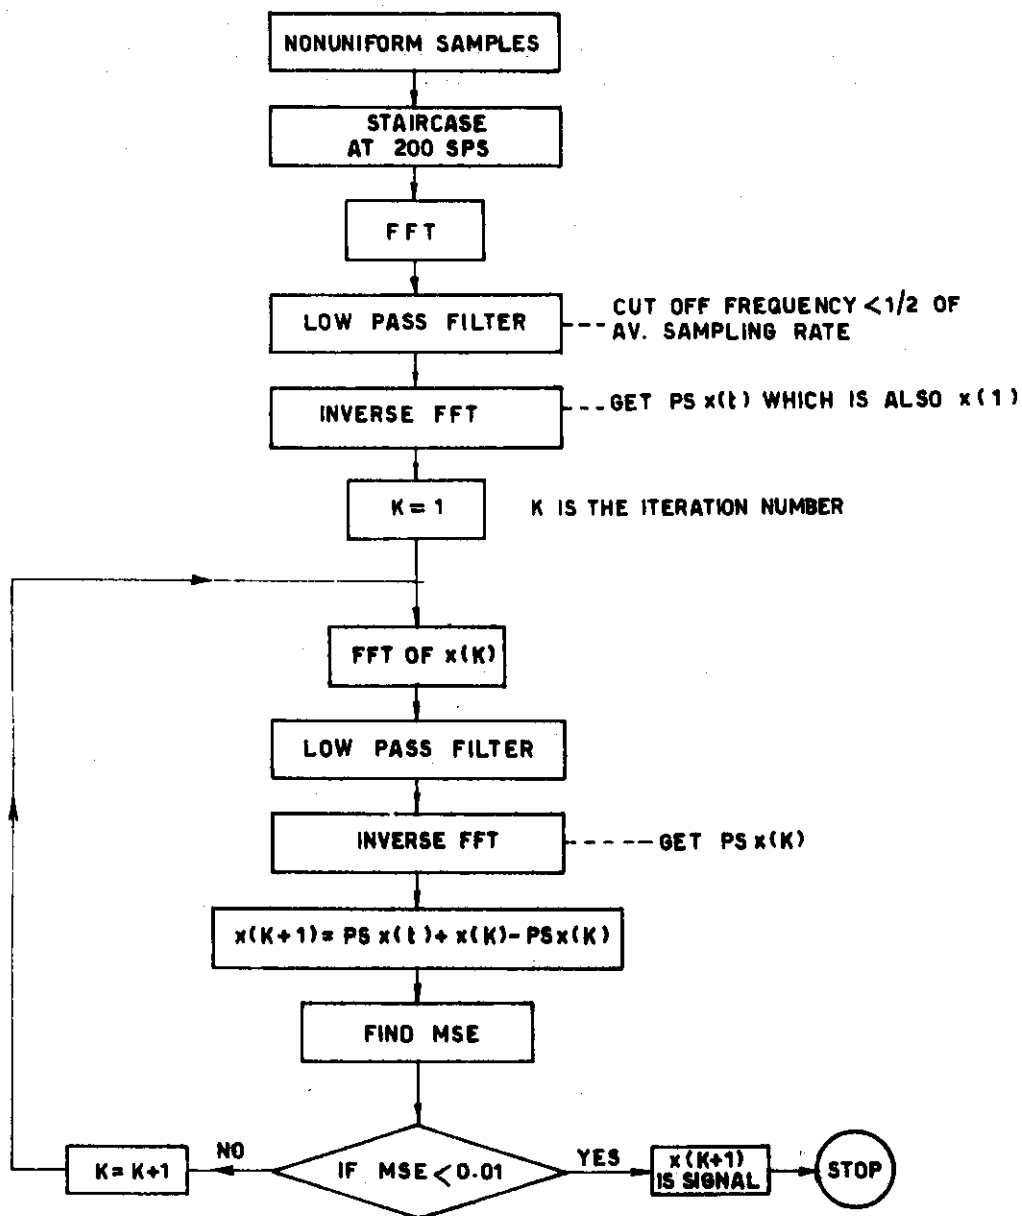 NONUNIFORM SAMPLES
STAIRCASE
AT 200 SPS
FFT
LOW PASS FILTER
CUT OFF FREQUENCY <1/2 OF
AV. SAMPLING RATE
INVERSE FFT
GET PS x(t) WHICH IS ALSO x(1)
K = 1
K IS THE ITERATION NUMBER
FFT OF x(K)
LOW PASS FILTER
INVERSE FFT
GET PS x(K)
x(K+1) = PS x(t) + x(K) - PSx(K)
FIND MSE
IF MSE < 0.01
NO
K = K+1
YES
x(K+1)
IS SIGNAL
STOP